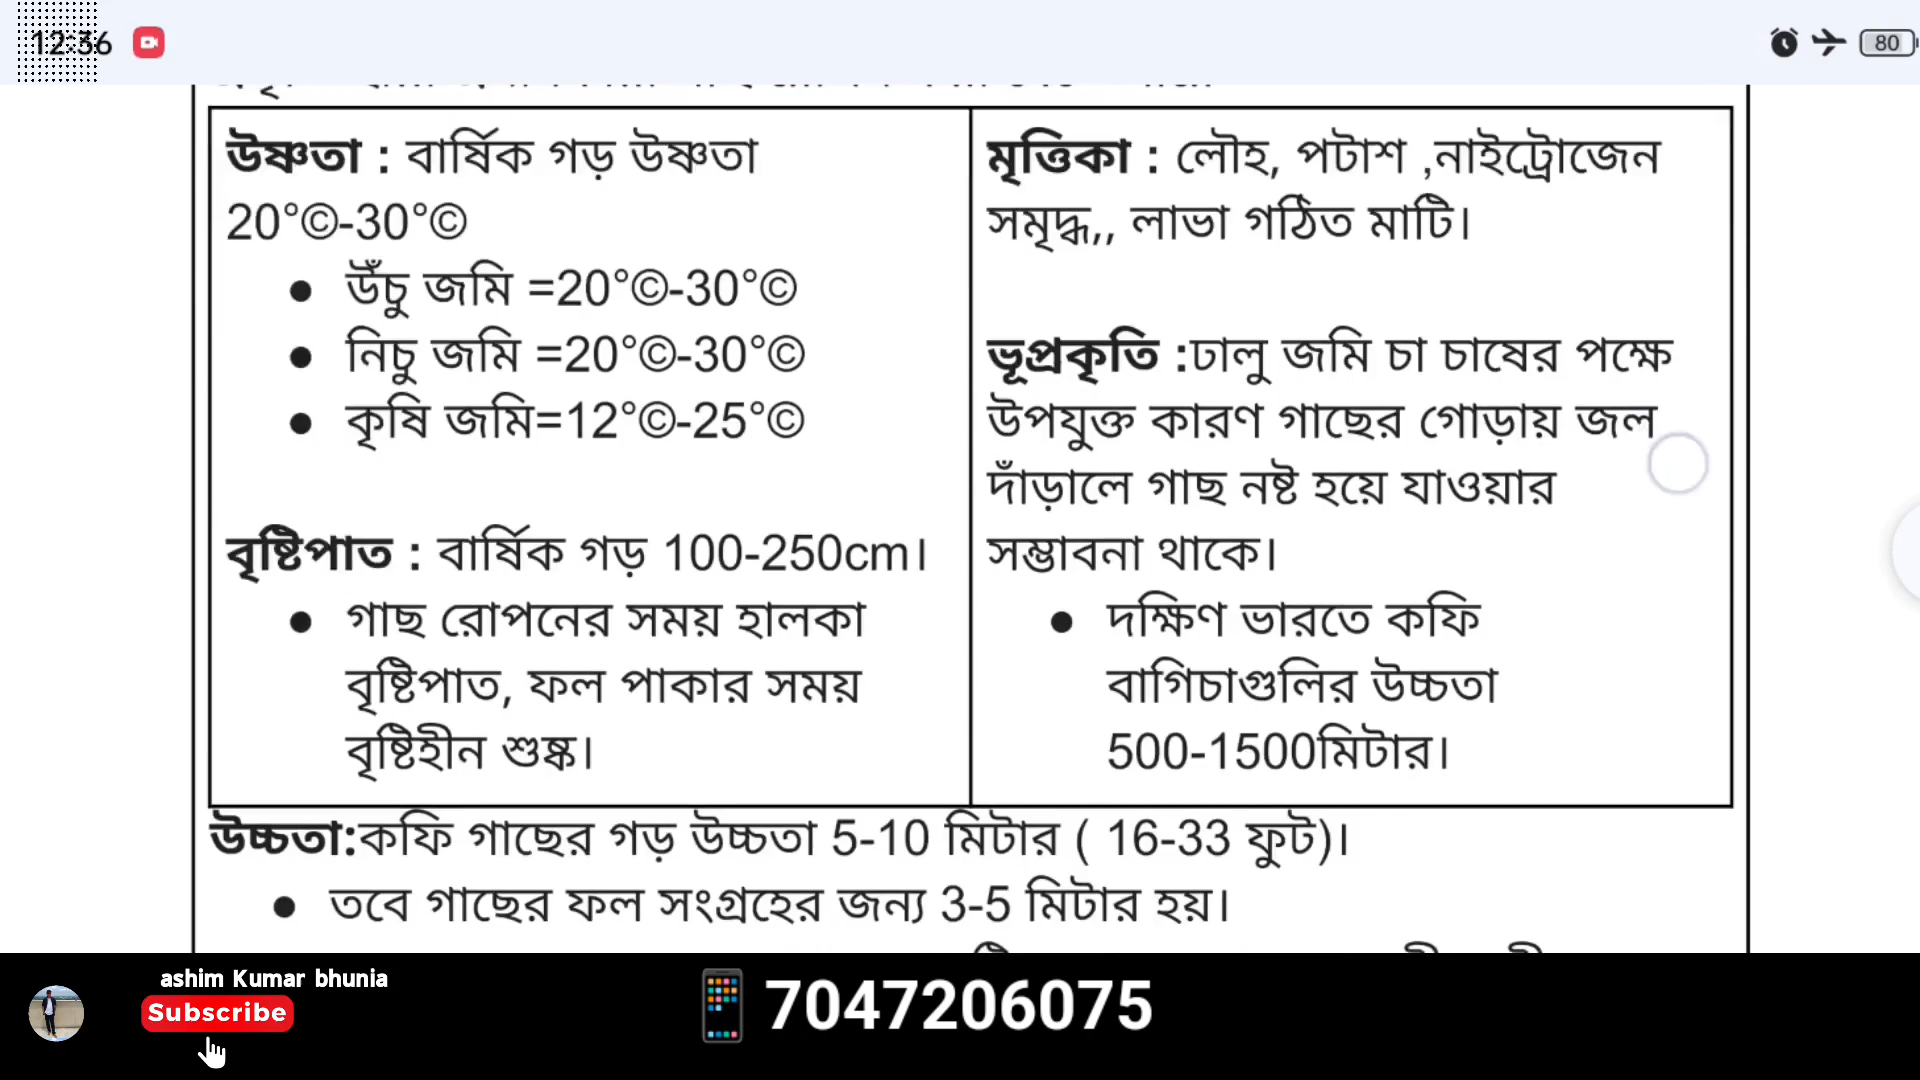 12:36
80
উষ্ণতা : বার্ষিক গড় উষ্ণতা
20°©-30°©
● উঁচু জমি =20°©-30°©
● নিচু জমি =20°©-30°©
● কৃষি জমি=12°©-25°©
বৃষ্টিপাত : বার্ষিক গড় 100-250cm।
● গাছ রোপনের সময় হালকা
বৃষ্টিপাত, ফল পাকার সময়
বৃষ্টিহীন শুষ্ক।
মৃত্তিকা : লৌহ, পটাশ ,নাইট্রোজেন
সমৃদ্ধ,, লাভা গঠিত মাটি।
ভূপ্রকৃতি :ঢালু জমি চা চাষের পক্ষে
উপযুক্ত কারণ গাছের গোড়ায় জল
দাঁড়ালে গাছ নষ্ট হয়ে যাওয়ার
সম্ভাবনা থাকে।
● দক্ষিণ ভারতে কফি
বাগিচাগুলির উচ্চতা
500-1500মিটার।
উচ্চতা:কফি গাছের গড় উচ্চতা 5-10 মিটার ( 16-33 ফুট)।
● তবে গাছের ফল সংগ্রহের জন্য 3-5 মিটার হয়।
ashim Kumar bhunia
Subscribe
7047206075